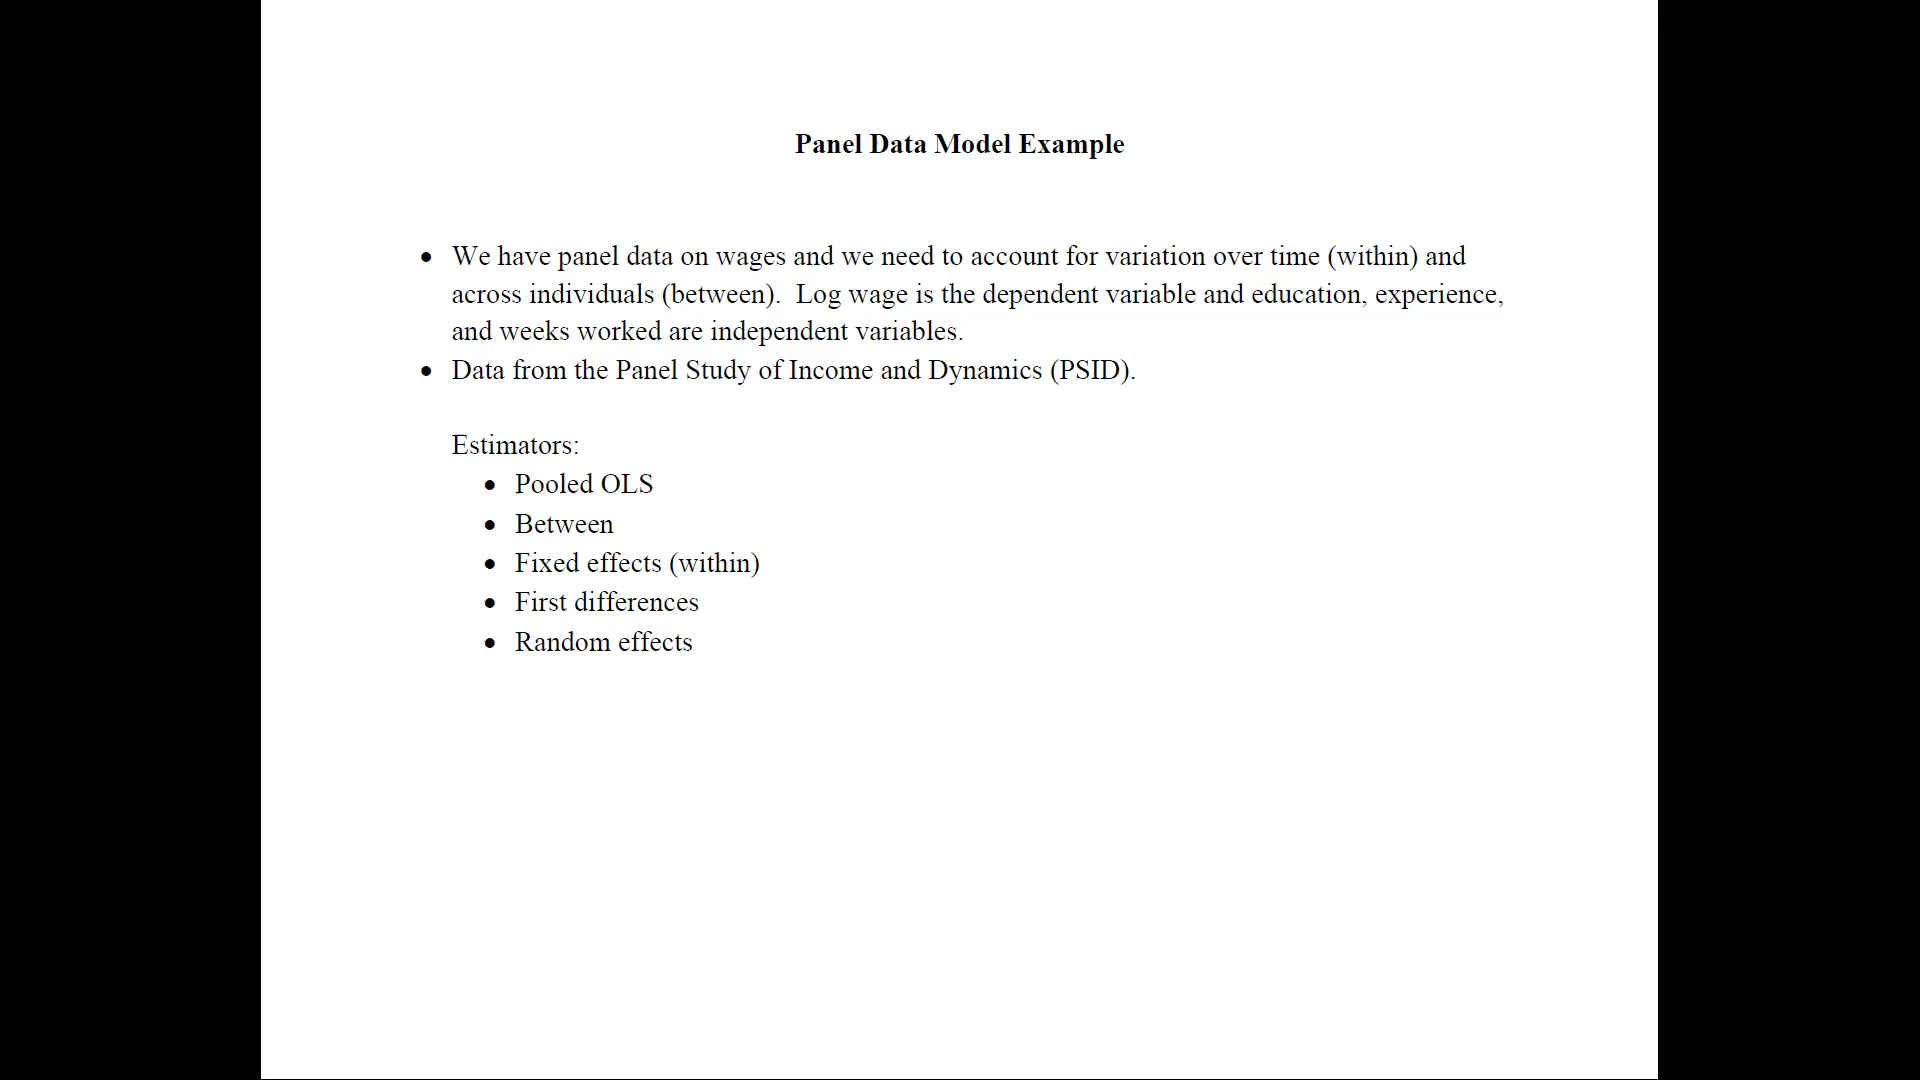 Panel Data Model Example
• We have panel data on wages and we need to account for variation over time (within) and
across individuals (between).  Log wage is the dependent variable and education, experience,
and weeks worked are independent variables.
• Data from the Panel Study of Income and Dynamics (PSID).
Estimators:
• Pooled OLS
• Between
• Fixed effects (within)
• First differences
• Random effects